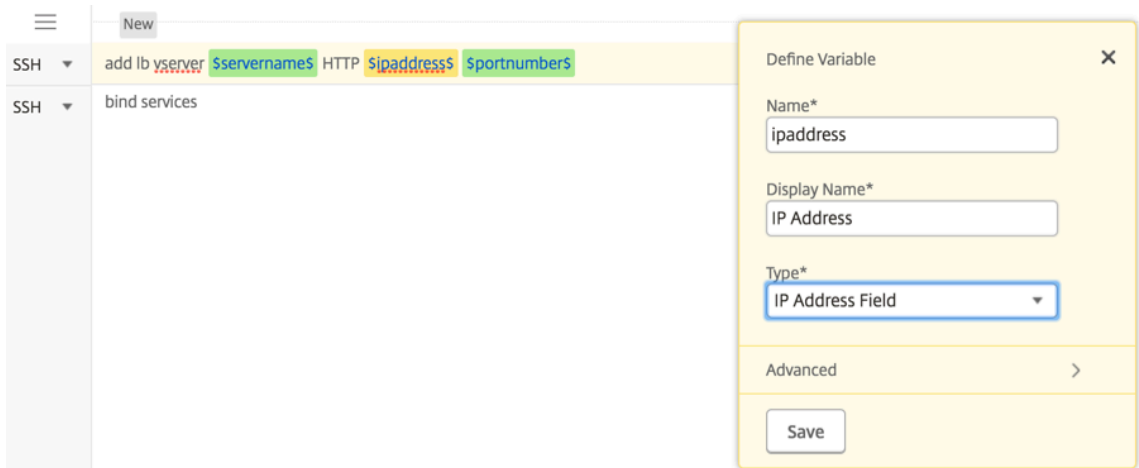 New
SSH add lb vserver $servername$ HTTP $ipaddress$ $portnumber$
SSH bind services
Define Variable
Name*
ipaddress
Display Name*
IP Address
Type*
IP Address Field
Advanced
Save